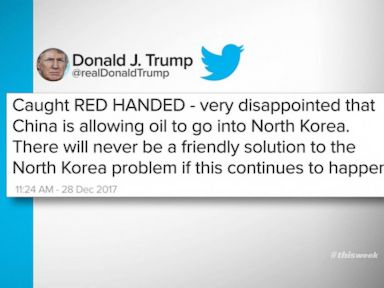 Donald J. Trump
@realDonaldTrump
Caught RED HANDED - very disappointed that
China is allowing oil to go into North Korea.
There will never be a friendly solution to the
North Korea problem if this continues to happen
11:24 AM - 28 Dec 2017
#thisweek